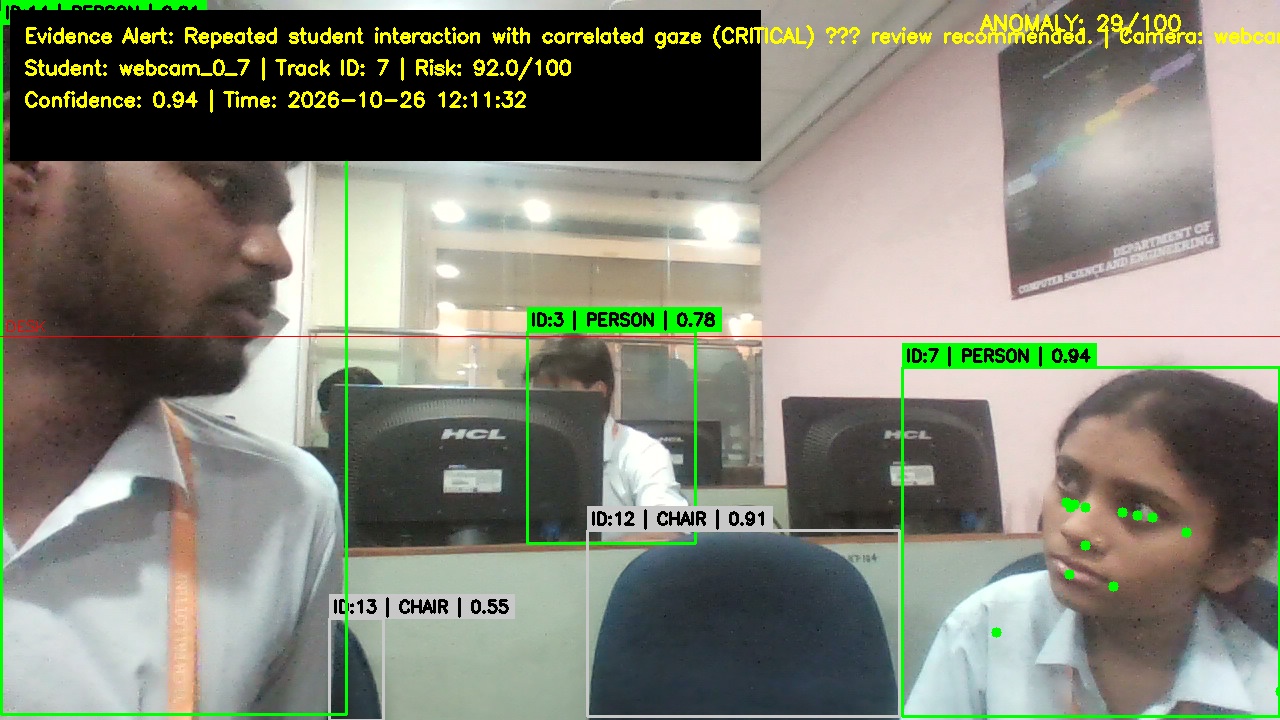 Evidence Alert: Repeated student interaction with correlated gaze (CRITICAL) ??? review recommended. | Camera: webcam
ANOMALY: 29/100
Student: webcam_0_7 | Track ID: 7 | Risk: 92.0/100
Confidence: 0.94 | Time: 2026-10-26 12:11:32
DEPARTMENT OF
COMPUTER SCIENCE AND ENGINEERING
DESK
ID:3 | PERSON | 0.78
ID:7 | PERSON | 0.94
HCL
HCL
HCL
ID:12 | CHAIR | 0.91
ID:13 | CHAIR | 0.55